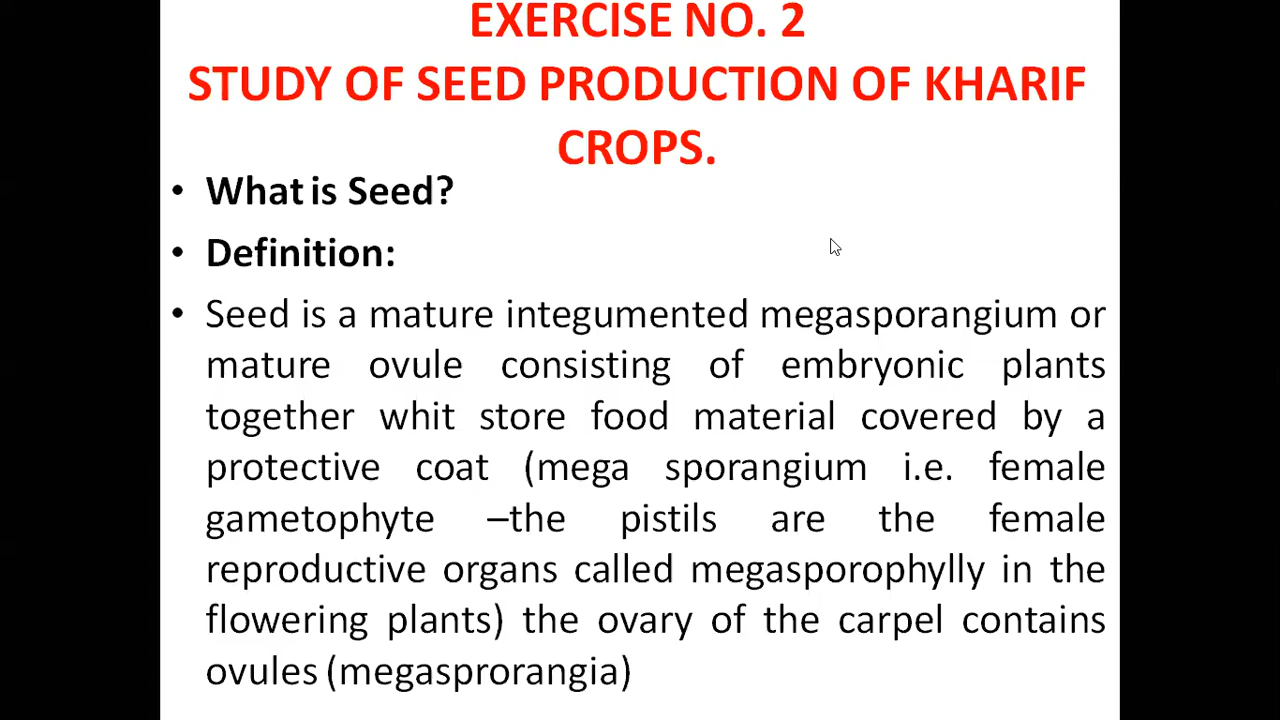 EXERCISE NO. 2
STUDY OF SEED PRODUCTION OF KHARIF
CROPS.
• What is Seed?
• Definition:
• Seed is a mature integumented megasporangium or
mature ovule consisting of embryonic plants
together whit store food material covered by a
protective coat (mega sporangium i.e. female
gametophyte –the pistils are the female
reproductive organs called megasporophylly in the
flowering plants) the ovary of the carpel contains
ovules (megasprorangia)